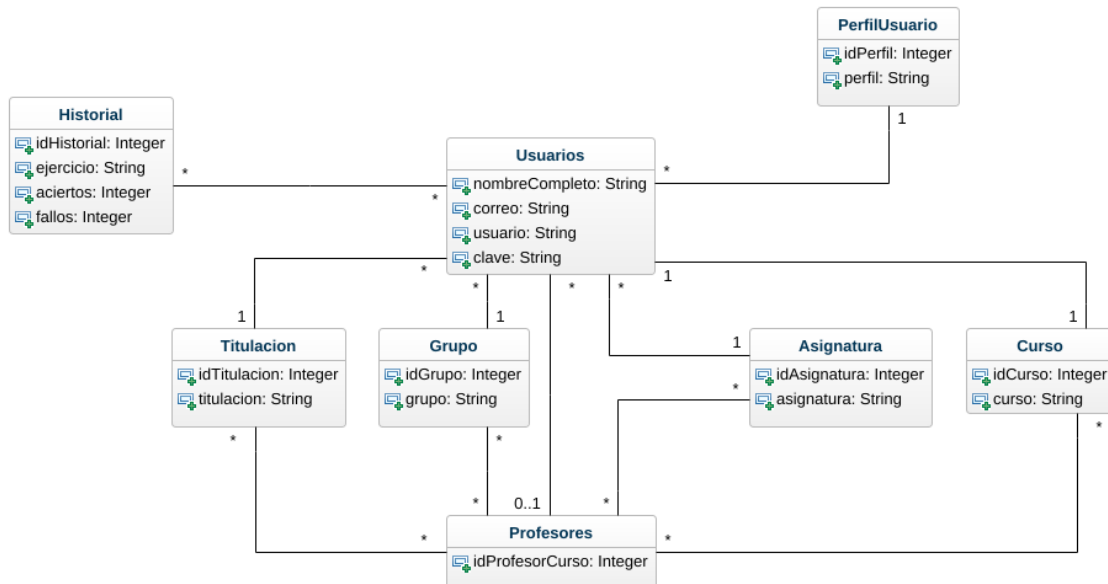 PerfilUsuario
idPerfil: Integer
perfil: String
1
Historial
idHistorial: Integer
ejercicio: String
aciertos: Integer
fallos: Integer
*
*
Usuarios
nombreCompleto: String
correo: String
usuario: String
clave: String
*
*
*
*
*
1
1
1
1
1
Titulacion
idTitulacion: Integer
titulacion: String
Grupo
idGrupo: Integer
grupo: String
Asignatura
idAsignatura: Integer
asignatura: String
Curso
idCurso: Integer
curso: String
*
*
*
*
*
*
0..1
*
*
Profesores
idProfesorCurso: Integer